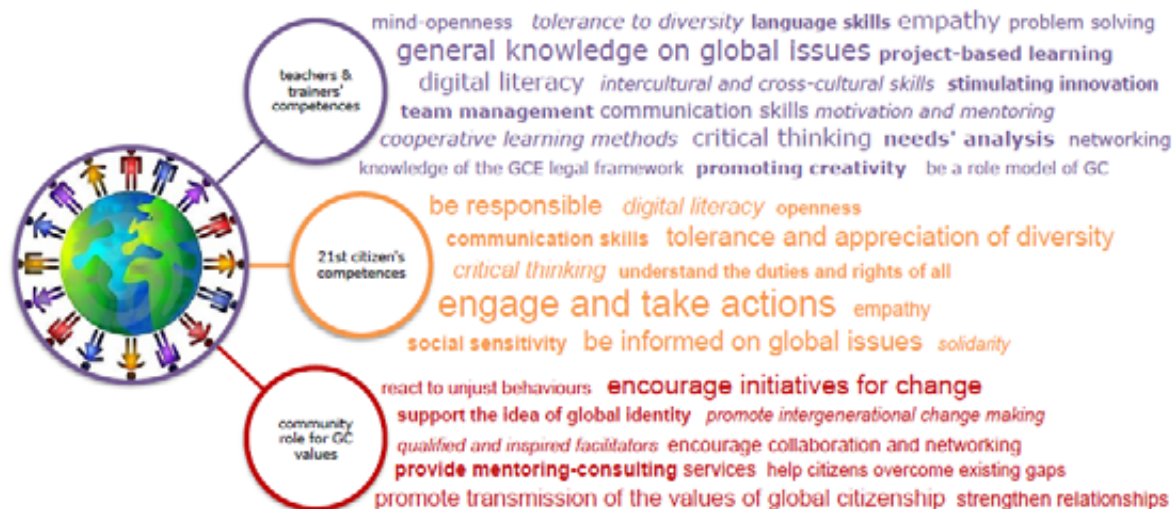 teachers &
trainers'
competences
mind-openness tolerance to diversity language skills empathy problem solving
general knowledge on global issues project-based learning
digital literacy intercultural and cross-cultural skills stimulating innovation
team management communication skills motivation and mentoring
cooperative learning methods critical thinking needs' analysis networking
knowledge of the GCE legal framework promoting creativity be a role model of GC
21st citizen's
competences
be responsible digital literacy openness
communication skills tolerance and appreciation of diversity
critical thinking understand the duties and rights of all
engage and take actions empathy
social sensitivity be informed on global issues solidarity
community
role for GC
values
react to unjust behaviours encourage initiatives for change
support the idea of global identity promote intergenerational change making
qualified and inspired facilitators encourage collaboration and networking
provide mentoring-consulting services help citizens overcome existing gaps
promote transmission of the values of global citizenship strengthen relationships